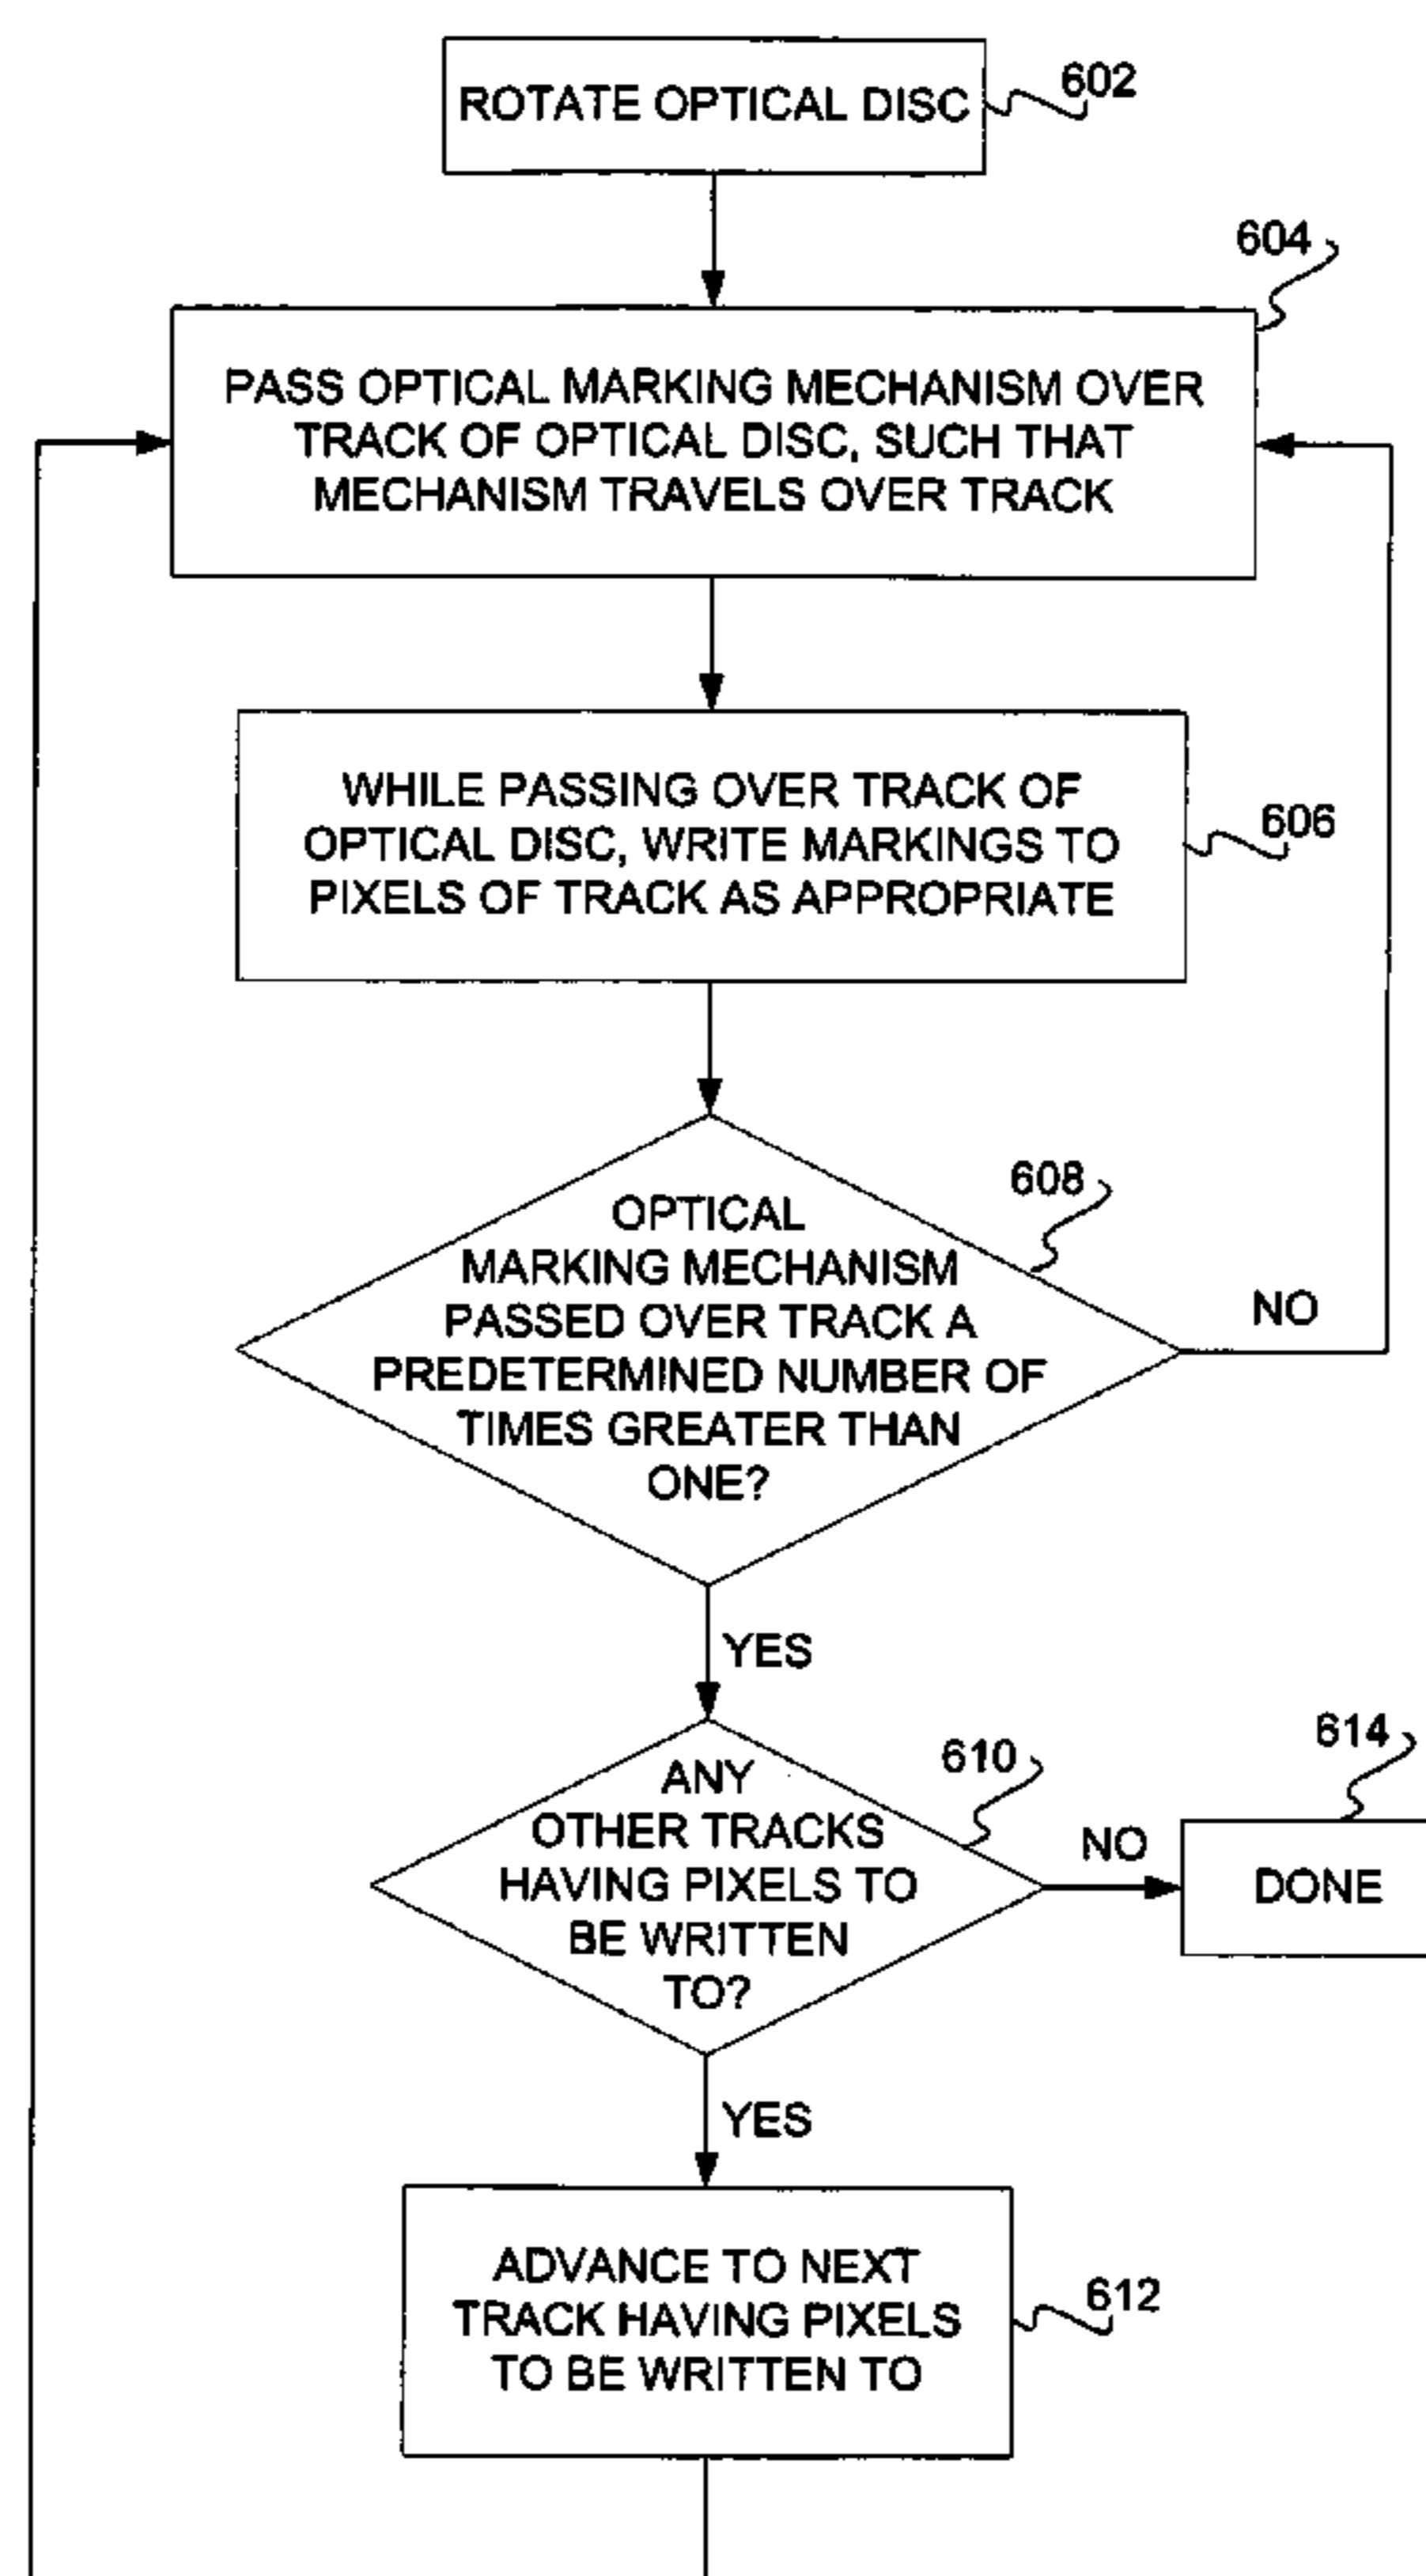 ROTATE OPTICAL DISC
602
604
PASS OPTICAL MARKING MECHANISM OVER
TRACK OF OPTICAL DISC, SUCH THAT
MECHANISM TRAVELS OVER TRACK
WHILE PASSING OVER TRACK OF
OPTICAL DISC, WRITE MARKINGS TO
PIXELS OF TRACK AS APPROPRIATE
606
608
OPTICAL
MARKING MECHANISM
PASSED OVER TRACK A
PREDETERMINED NUMBER OF
TIMES GREATER THAN
ONE?
NO
YES
610
ANY
OTHER TRACKS
HAVING PIXELS TO
BE WRITTEN
TO?
NO
614
DONE
YES
ADVANCE TO NEXT
TRACK HAVING PIXELS
TO BE WRITTEN TO
612